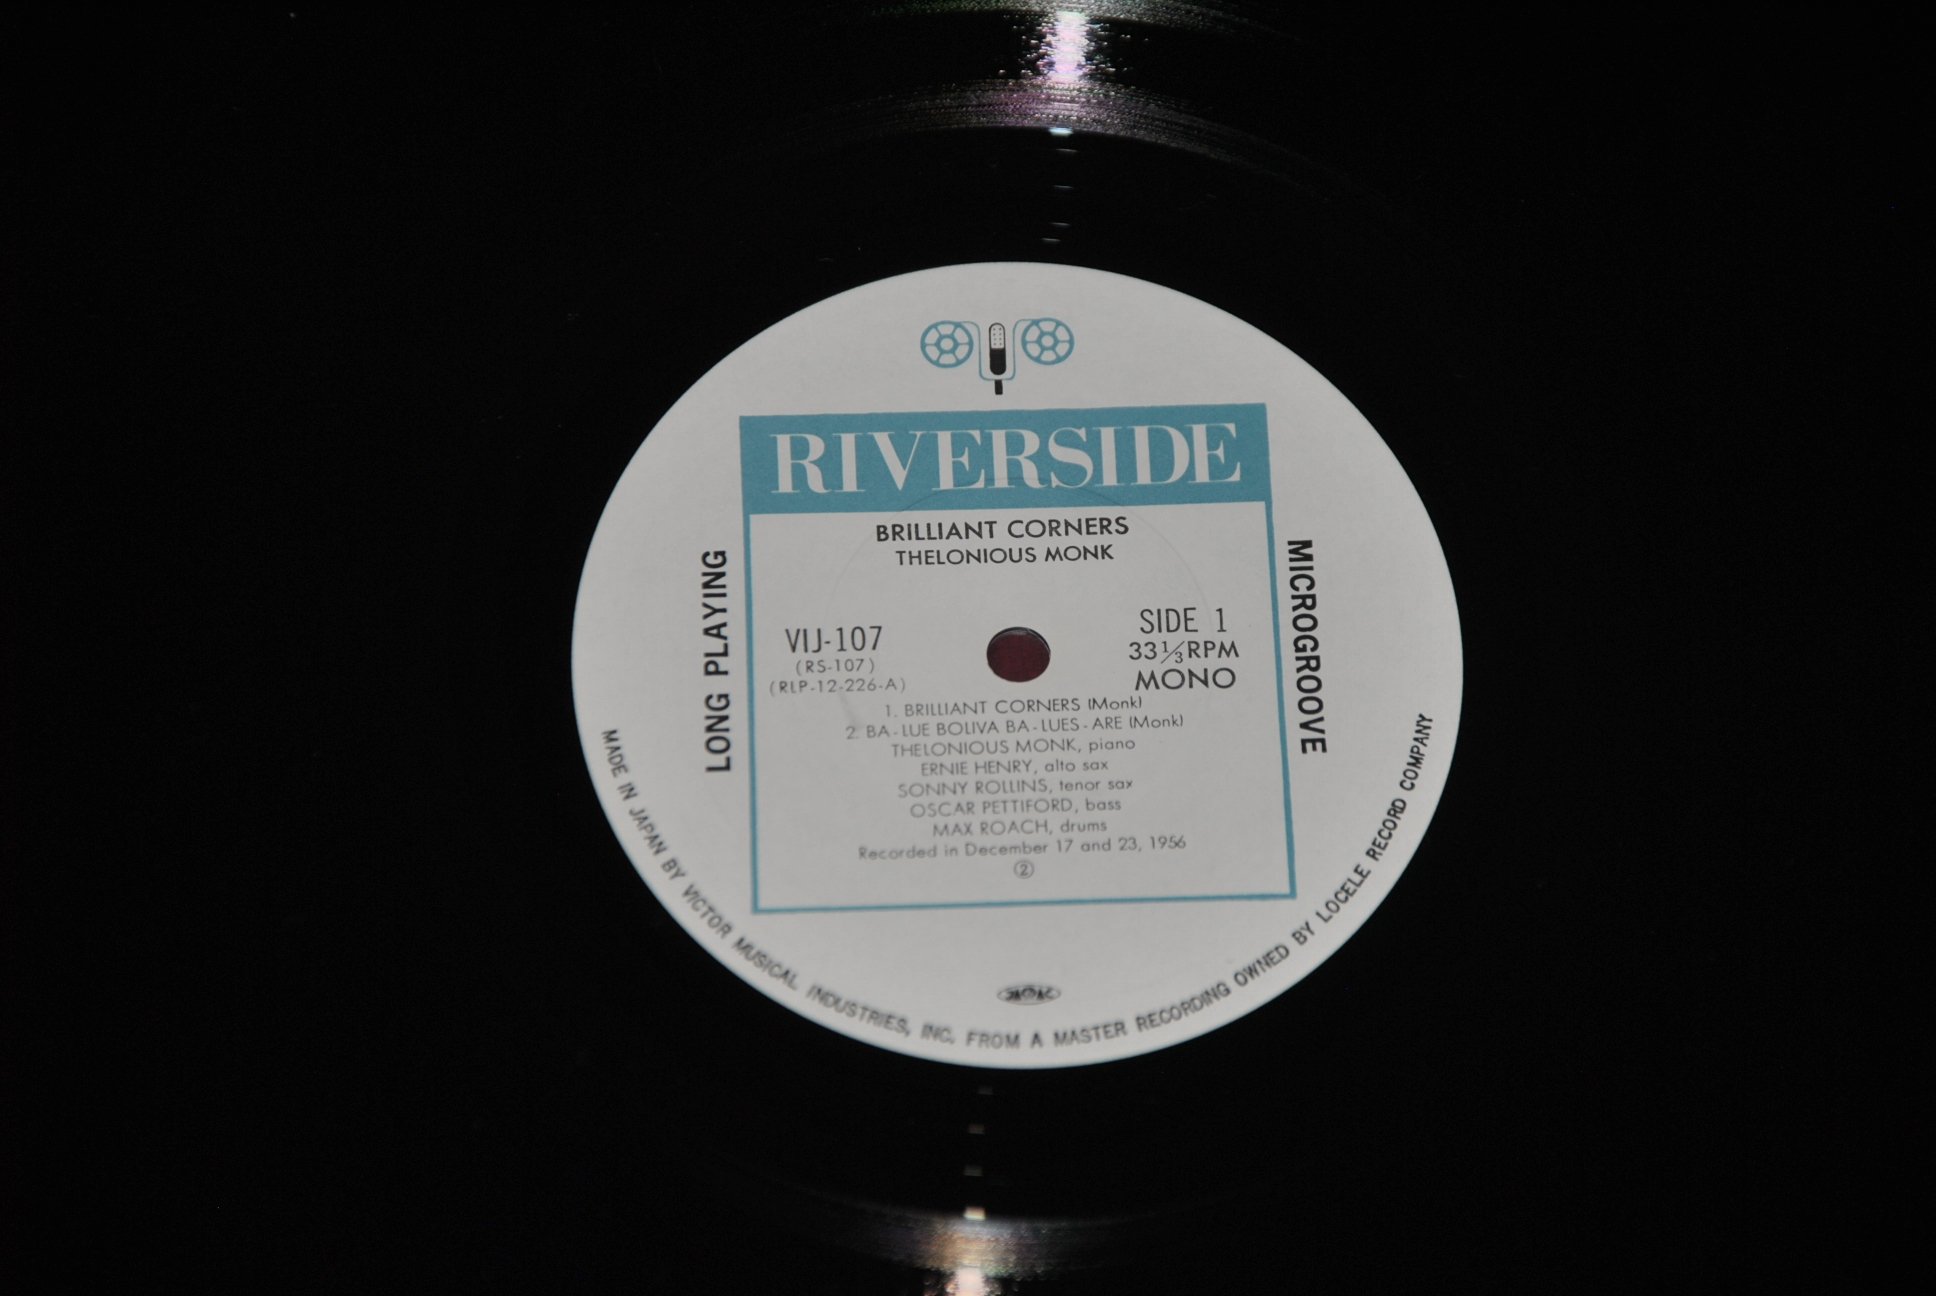 RIVERSIDE
BRILLIANT CORNERS
THELONIOUS MONK
LONG PLAYING
MICROGROOVE
VIJ-107
(RS-107)
(RLP-12-226-A)
SIDE 1
33⅓RPM
MONO
1. BRILLIANT CORNERS (Monk)
2. BA-LUE BOLIVA BA-LUES-ARE (Monk)
THELONIOUS MONK, piano
ERNIE HENRY, alto sax
SONNY ROLLINS, tenor sax
OSCAR PETTIFORD, bass
MAX ROACH, drums
Recorded in December 17 and 23, 1956
②
MADE IN JAPAN BY VICTOR MUSICAL INDUSTRIES, INC. FROM A MASTER RECORDING OWNED BY LOCELE RECORD COMPANY